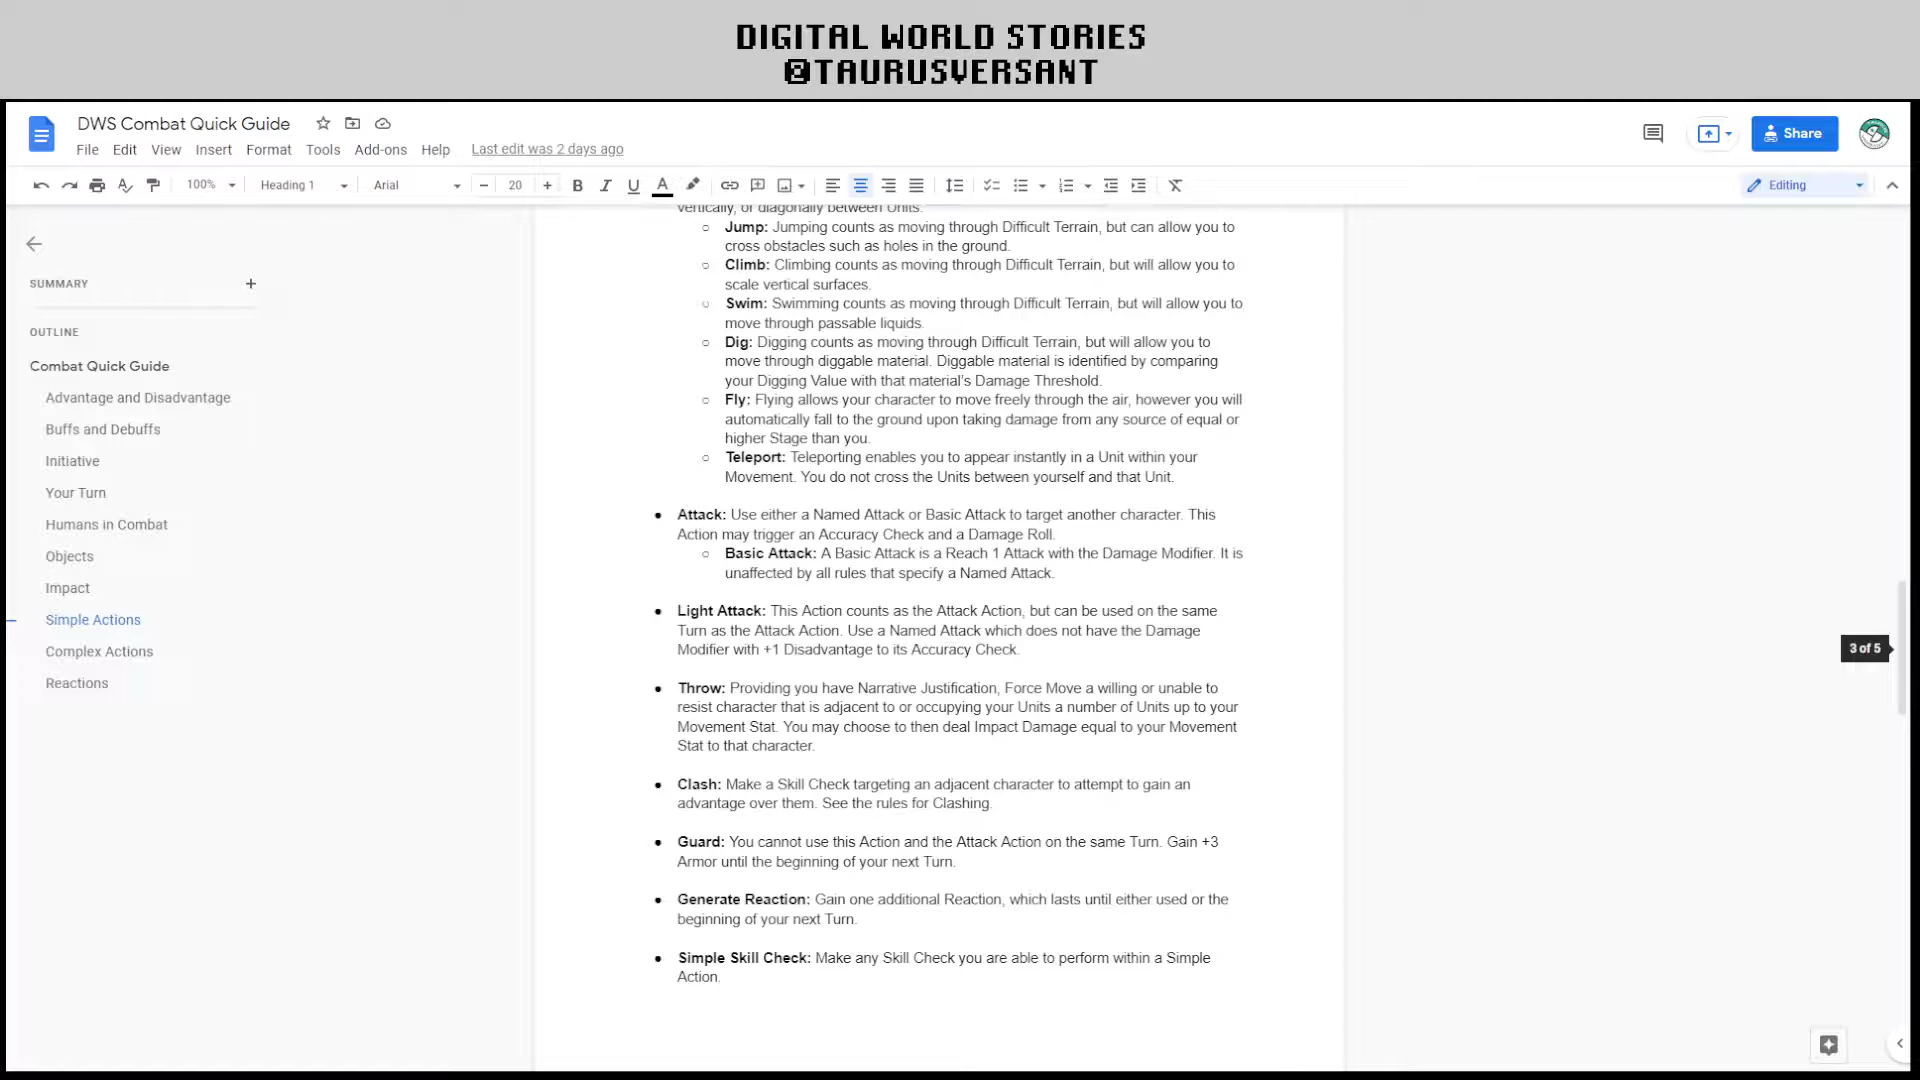 DIGITAL WORLD STORIES
@TAURUSVERSANT
DWS Combat Quick Guide
File Edit View Insert Format Tools Add-ons Help Last edit was 2 days ago
Share
100% Heading 1 Arial − 20 + B I U A Editing
SUMMARY +
OUTLINE
Combat Quick Guide
Advantage and Disadvantage
Buffs and Debuffs
Initiative
Your Turn
Humans in Combat
Objects
Impact
Simple Actions
Complex Actions
Reactions
vertically, or diagonally between Units.
○ Jump: Jumping counts as moving through Difficult Terrain, but can allow you to
cross obstacles such as holes in the ground.
○ Climb: Climbing counts as moving through Difficult Terrain, but will allow you to
scale vertical surfaces.
○ Swim: Swimming counts as moving through Difficult Terrain, but will allow you to
move through passable liquids.
○ Dig: Digging counts as moving through Difficult Terrain, but will allow you to
move through diggable material. Diggable material is identified by comparing
your Digging Value with that material's Damage Threshold.
○ Fly: Flying allows your character to move freely through the air, however you will
automatically fall to the ground upon taking damage from any source of equal or
higher Stage than you.
○ Teleport: Teleporting enables you to appear instantly in a Unit within your
Movement. You do not cross the Units between yourself and that Unit.
● Attack: Use either a Named Attack or Basic Attack to target another character. This
Action may trigger an Accuracy Check and a Damage Roll.
○ Basic Attack: A Basic Attack is a Reach 1 Attack with the Damage Modifier. It is
unaffected by all rules that specify a Named Attack.
● Light Attack: This Action counts as the Attack Action, but can be used on the same
Turn as the Attack Action. Use a Named Attack which does not have the Damage
Modifier with +1 Disadvantage to its Accuracy Check.
● Throw: Providing you have Narrative Justification, Force Move a willing or unable to
resist character that is adjacent to or occupying your Units a number of Units up to your
Movement Stat. You may choose to then deal Impact Damage equal to your Movement
Stat to that character.
● Clash: Make a Skill Check targeting an adjacent character to attempt to gain an
advantage over them. See the rules for Clashing.
● Guard: You cannot use this Action and the Attack Action on the same Turn. Gain +3
Armor until the beginning of your next Turn.
● Generate Reaction: Gain one additional Reaction, which lasts until either used or the
beginning of your next Turn.
● Simple Skill Check: Make any Skill Check you are able to perform within a Simple
Action.
3 of 5